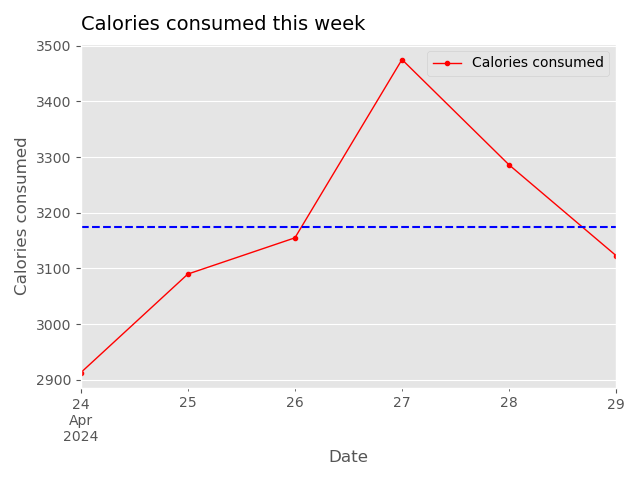 Calories consumed this week
3500
Calories consumed
3400
3300
3200
3100
3000
2900
Calories consumed
24
25
26
27
28
29
Apr
2024
Date